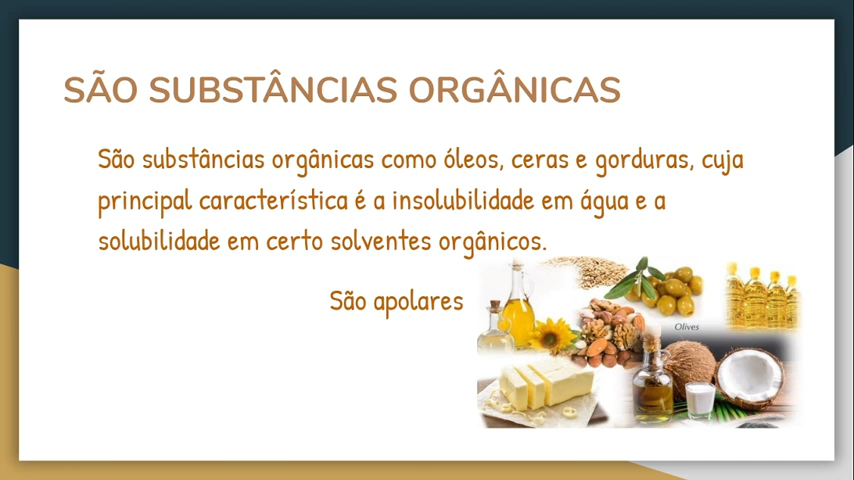 SÃO SUBSTÂNCIAS ORGÂNICAS
São substâncias orgânicas como óleos, ceras e gorduras, cuja
principal característica é a insolubilidade em água e a
solubilidade em certo solventes orgânicos.
São apolares
Olives